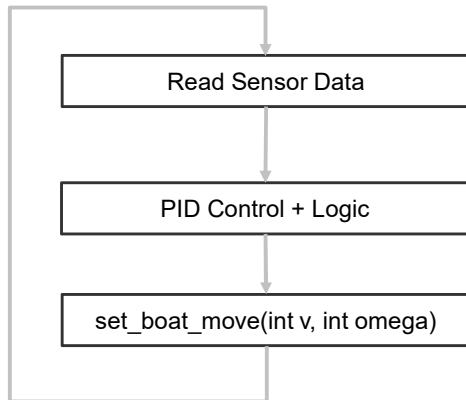 Read Sensor Data
PID Control + Logic
set_boat_move(int v, int omega)